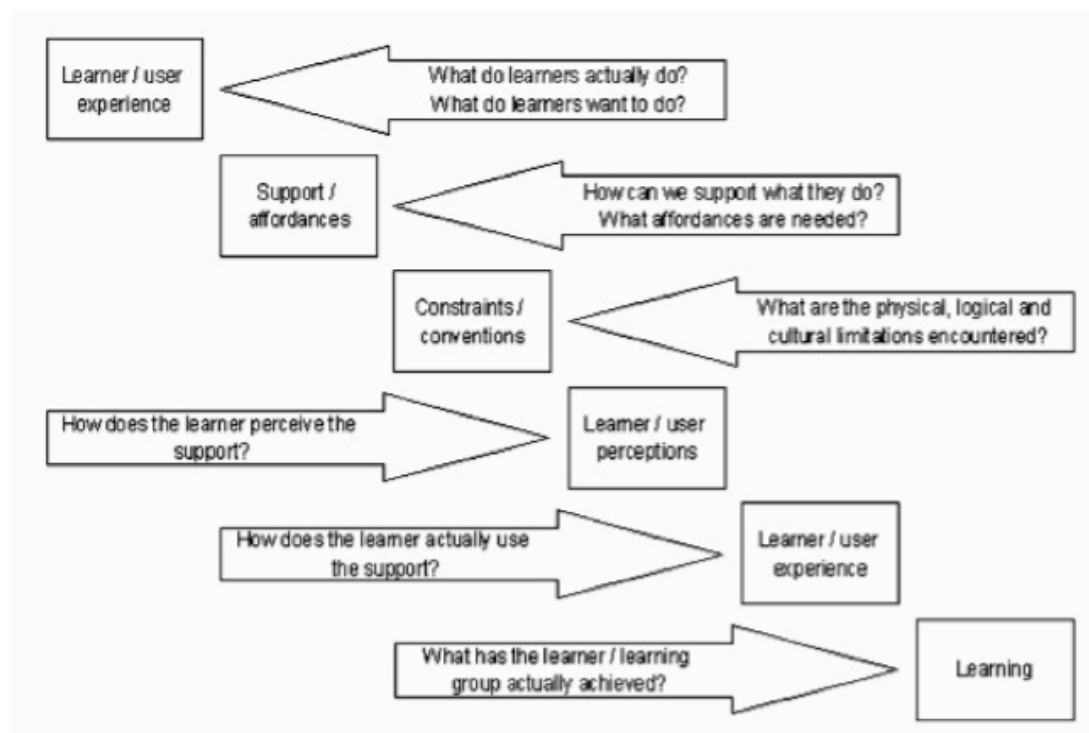 Learner / user
experience
What do learners actually do?
What do learners want to do?
Support /
affordances
How can we support what they do?
What affordances are needed?
Constraints /
conventions
What are the physical, logical and
cultural limitations encountered?
How does the learner perceive the
support?
Learner / user
perceptions
How does the learner actually use
the support?
Learner / user
experience
What has the learner / learning
group actually achieved?
Learning